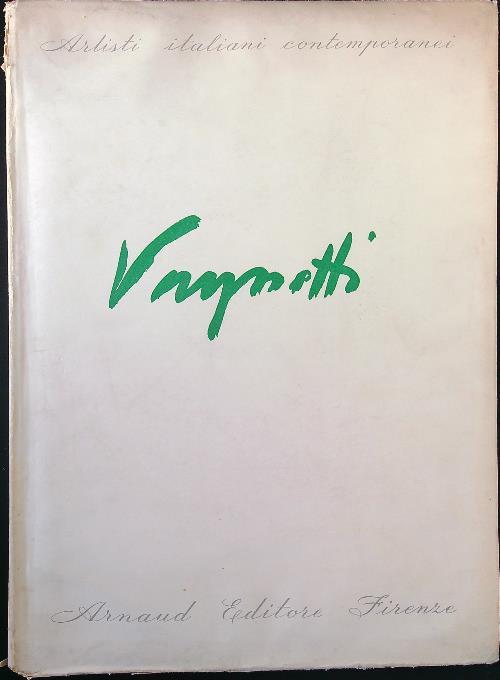 Artisti italiani contemporanei
Vagnetti
Arnaud Editore Firenze